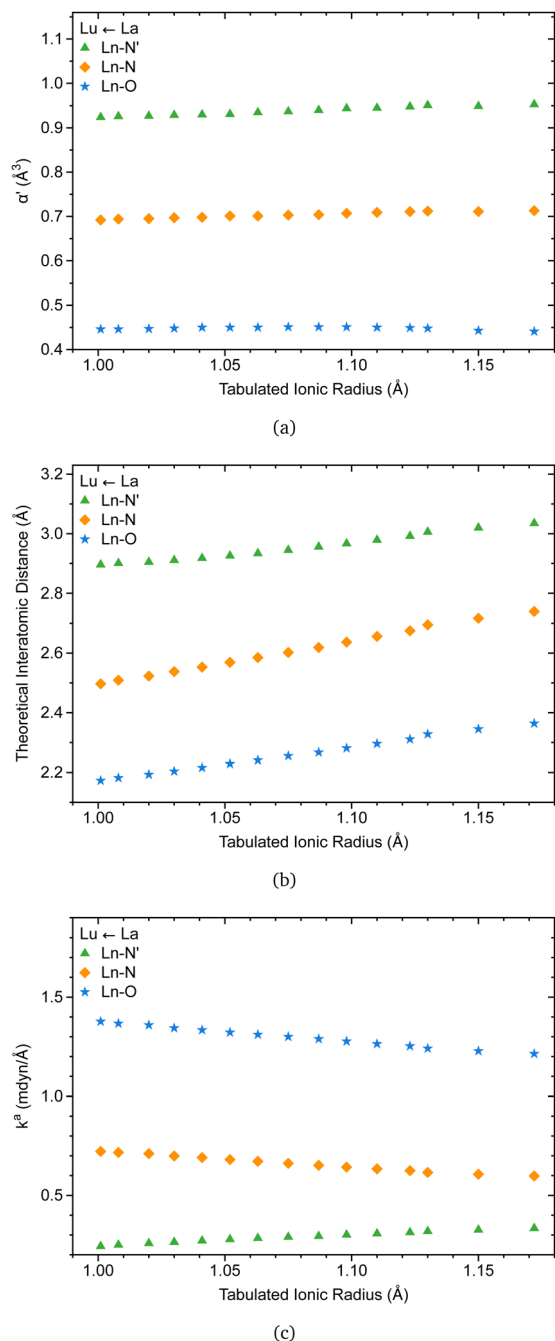 1.1
1.0
0.9
0.8
0.7
0.6
0.5
0.4
α' (Å³)
Lu ← La
Ln-N'
Ln-N
Ln-O
1.00
1.05
1.10
1.15
Tabulated Ionic Radius (Å)
(a)
3.2
3.0
2.8
2.6
2.4
2.2
Theoretical Interatomic Distance (Å)
Lu ← La
Ln-N'
Ln-N
Ln-O
1.00
1.05
1.10
1.15
Tabulated Ionic Radius (Å)
(b)
1.5
1.0
0.5
kᵃ (mdyn/Å)
Lu ← La
Ln-N'
Ln-N
Ln-O
1.00
1.05
1.10
1.15
Tabulated Ionic Radius (Å)
(c)